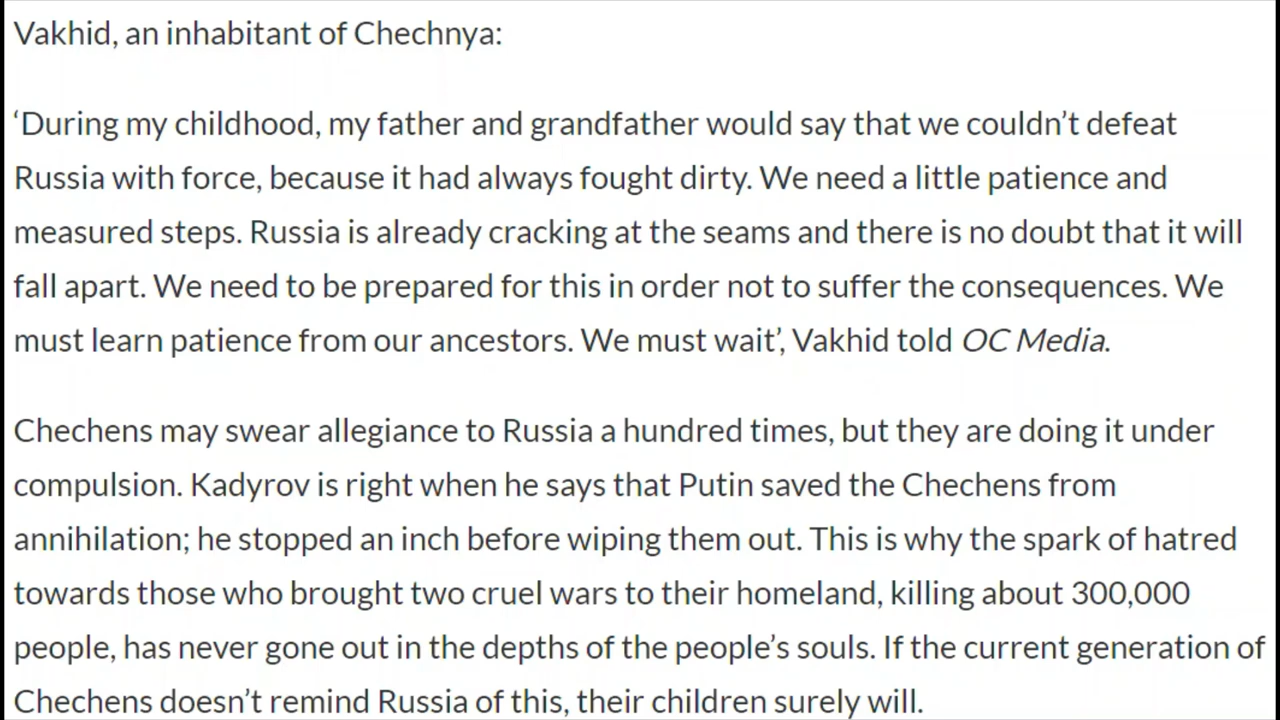 Vakhid, an inhabitant of Chechnya:
‘During my childhood, my father and grandfather would say that we couldn’t defeat
Russia with force, because it had always fought dirty. We need a little patience and
measured steps. Russia is already cracking at the seams and there is no doubt that it will
fall apart. We need to be prepared for this in order not to suffer the consequences. We
must learn patience from our ancestors. We must wait’, Vakhid told OC Media.
Chechens may swear allegiance to Russia a hundred times, but they are doing it under
compulsion. Kadyrov is right when he says that Putin saved the Chechens from
annihilation; he stopped an inch before wiping them out. This is why the spark of hatred
towards those who brought two cruel wars to their homeland, killing about 300,000
people, has never gone out in the depths of the people’s souls. If the current generation of
Chechens doesn’t remind Russia of this, their children surely will.